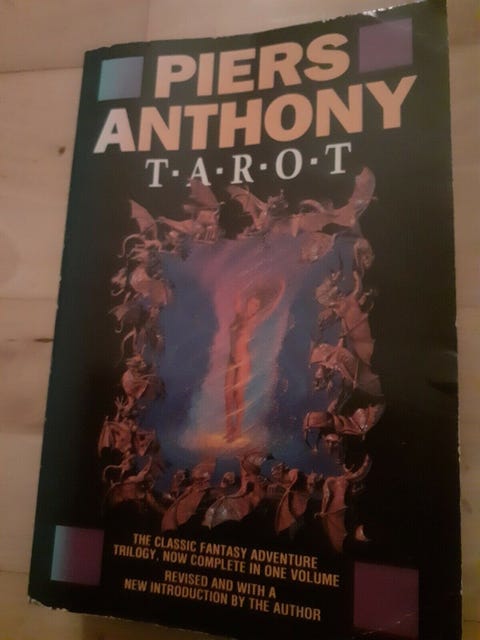 PIERS
ANTHONY
T·A·R·O·T
THE CLASSIC FANTASY ADVENTURE
TRILOGY, NOW COMPLETE IN ONE VOLUME
REVISED AND WITH A
NEW INTRODUCTION BY THE AUTHOR